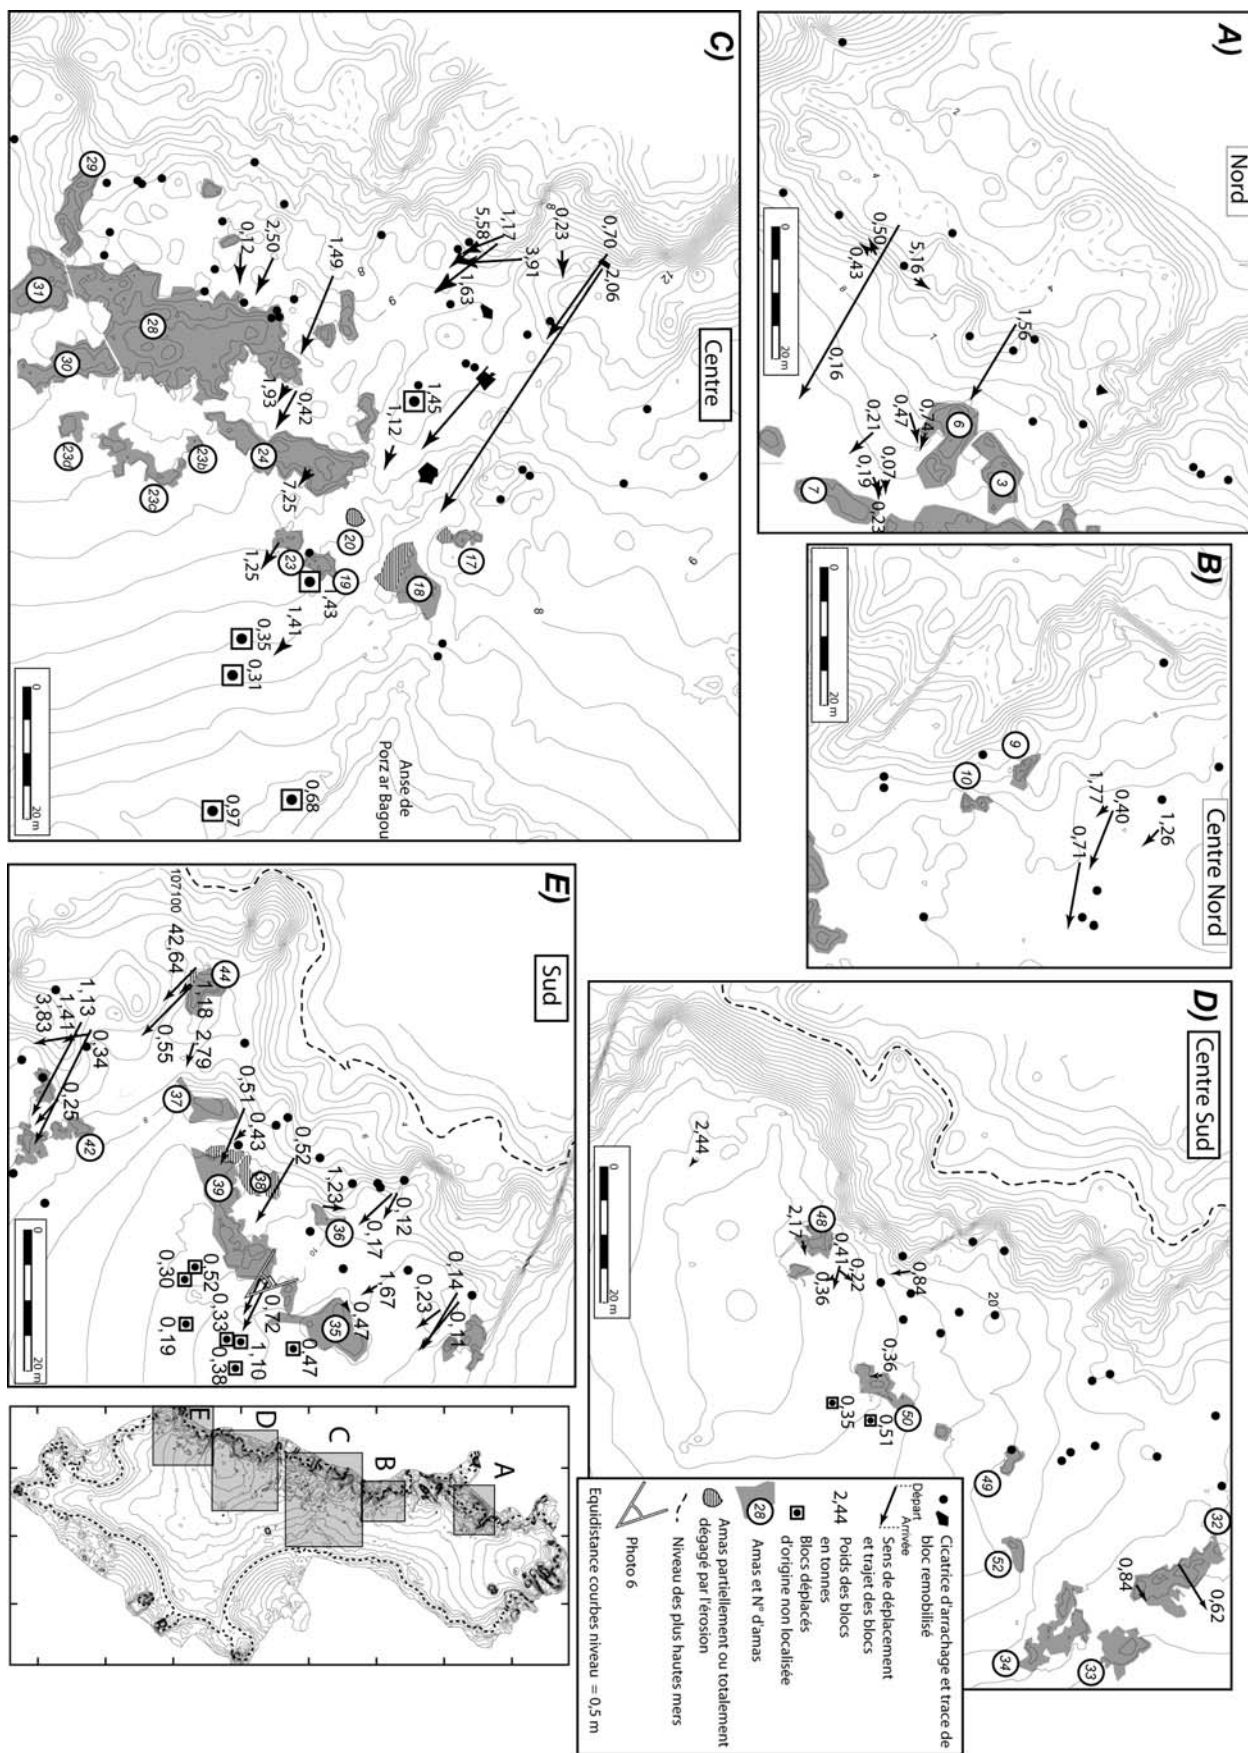 A)
Nord
0,50
0,43
5,16
1,56
0,16
0,74
0,47
0,21
0,07
0,19
0,23
6
3
7
2
4
8
0
20 m
B)
Centre Nord
9
10
1,77
0,40
0,71
1,26
0
20 m
C)
Centre
0,70
2,06
0,23
1,17
5,58
3,91
1,63
2,50
0,12
1,49
1,93
0,42
1,45
1,12
7,25
1,25
1,43
1,41
0,35
0,31
0,68
0,97
29
31
28
30
23d
23c
23b
24
20
23
19
18
17
8
12
Anse de
Porz ar Bagou
0
20 m
D)
Centre Sud
2,44
2,17
0,41
0,22
0,36
0,84
0,36
0,35
0,51
0,84
0,62
48
50
49
52
32
34
33
20
0
20 m
E)
Sud
107100
42,64
1,18
0,55
2,79
1,13
1,41
3,83
0,34
0,25
0,51
0,43
0,52
1,23
0,12
0,17
1,67
0,14
0,23
0,11
0,47
0,72
0,52
0,30
0,19
0,33
0,38
1,10
0,47
44
37
42
39
38
36
35
0
20 m
Cicatrice d'arrachage et trace de
bloc remobilisé
Départ
Arrivée
Sens de déplacement
et trajet des blocs
2,44
Poids des blocs
en tonnes
Blocs déplacés
d'origine non localisée
28
Amas et N° d'amas
Amas partiellement ou totalement
dégagé par l'érosion
Niveau des plus hautes mers
Photo 6
Equidistance courbes niveau = 0,5 m
A
B
C
D
E